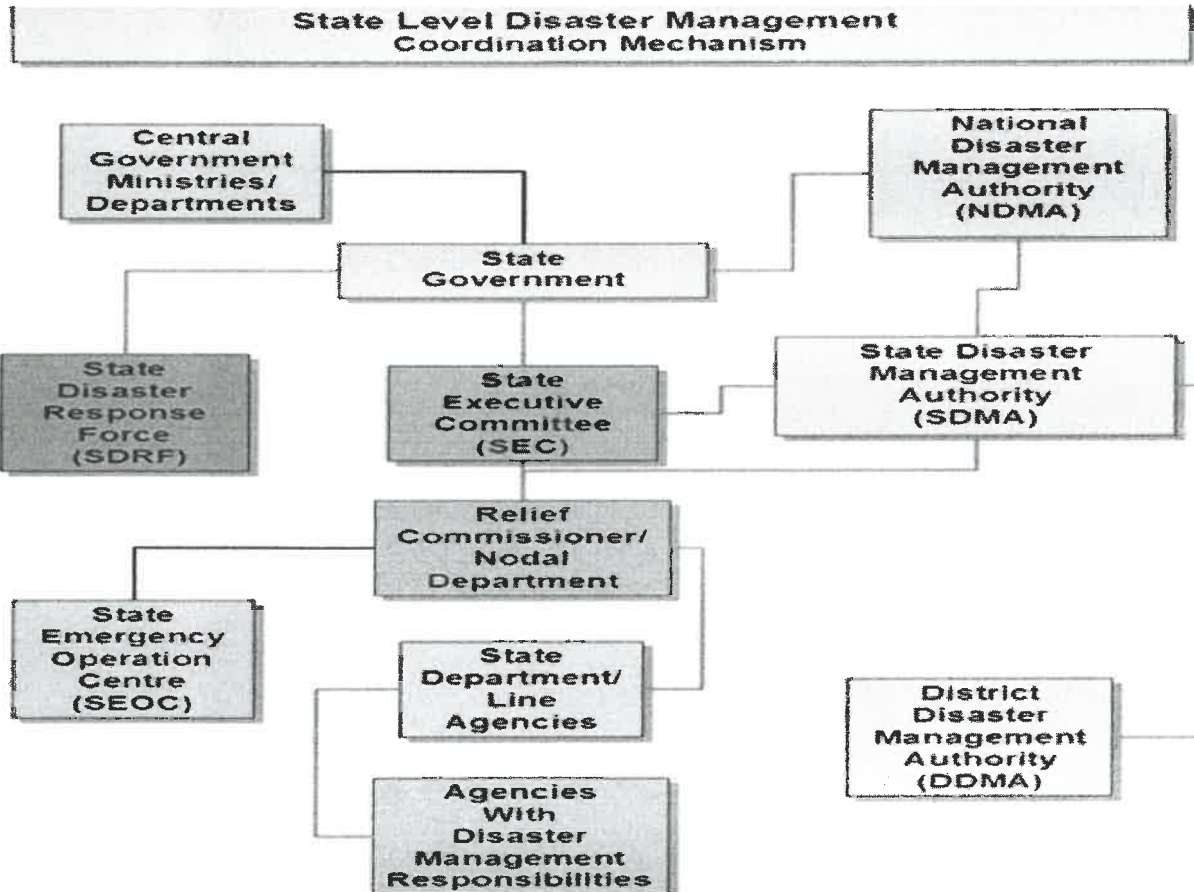 State Level Disaster Management
Coordination Mechanism
Central
Government
Ministries/
Departments
National
Disaster
Management
Authority
(NDMA)
State
Government
State
Disaster
Response
Force
(SDRF)
State
Executive
Committee
(SEC)
State Disaster
Management
Authority
(SDMA)
Relief
Commissioner/
Nodal
Department
State
Emergency
Operation
Centre
(SEOC)
State
Department/
Line
Agencies
District
Disaster
Management
Authority
(DDMA)
Agencies
With
Disaster
Management
Responsibilities